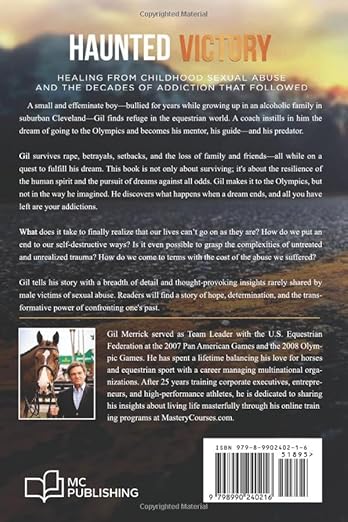 Copyrighted Material
HAUNTED VICTORY
HEALING FROM CHILDHOOD SEXUAL ABUSE
AND THE DECADES OF ADDICTION THAT FOLLOWED
A small and effeminate boy—bullied for years while growing up in an alcoholic family in
suburban Cleveland—Gil finds refuge in the equestrian world. A coach instills in him the
dream of going to the Olympics and becomes his mentor, his guide—and his predator.
Gil survives rape, betrayals, setbacks, and the loss of family and friends—all while on a
quest to fulfill his dream. This book is not only about surviving; it's about the resilience
of the human spirit and the pursuit of dreams against all odds. Gil makes it to the Olympics, but
not in the way he imagined. He discovers what happens when a dream ends, and all you have
left are your addictions.
What does it take to finally realize that our lives can't go on as they are? How do we put an
end to our self-destructive ways? Is it even possible to grasp the complexities of untreated
and unrealized trauma? How do we come to terms with the cost of the abuse we suffered?
Gil tells his story with a breadth of detail and thought-provoking insights rarely shared by
male victims of sexual abuse. Readers will find a story of hope, determination, and the trans-
formative power of confronting one's past.
Gil Merrick served as Team Leader with the U.S. Equestrian
Federation at the 2007 Pan American Games and the 2008 Olym-
pic Games. He has spent a lifetime balancing his love for horses
and equestrian sport with a career managing multinational orga-
nizations. After 25 years training corporate executives, entrepre-
neurs, and high-performance athletes, he is dedicated to sharing
his insights about living life masterfully through his online train-
ing programs at MasteryCourses.com.
ISBN 979-8-9902402-1-6
51895>
9 798990 240216
MC
PUBLISHING
Copyrighted Material